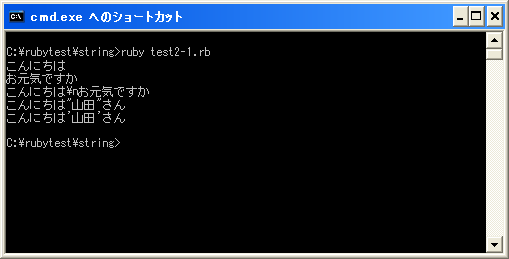 cmd.exe へのショートカット
C:¥rubytest¥string>ruby test2-1.rb
こんにちは
お元気ですか
こんにちは¥nお元気ですか
こんにちは"山田"さん
こんにちは'山田'さん
C:¥rubytest¥string>